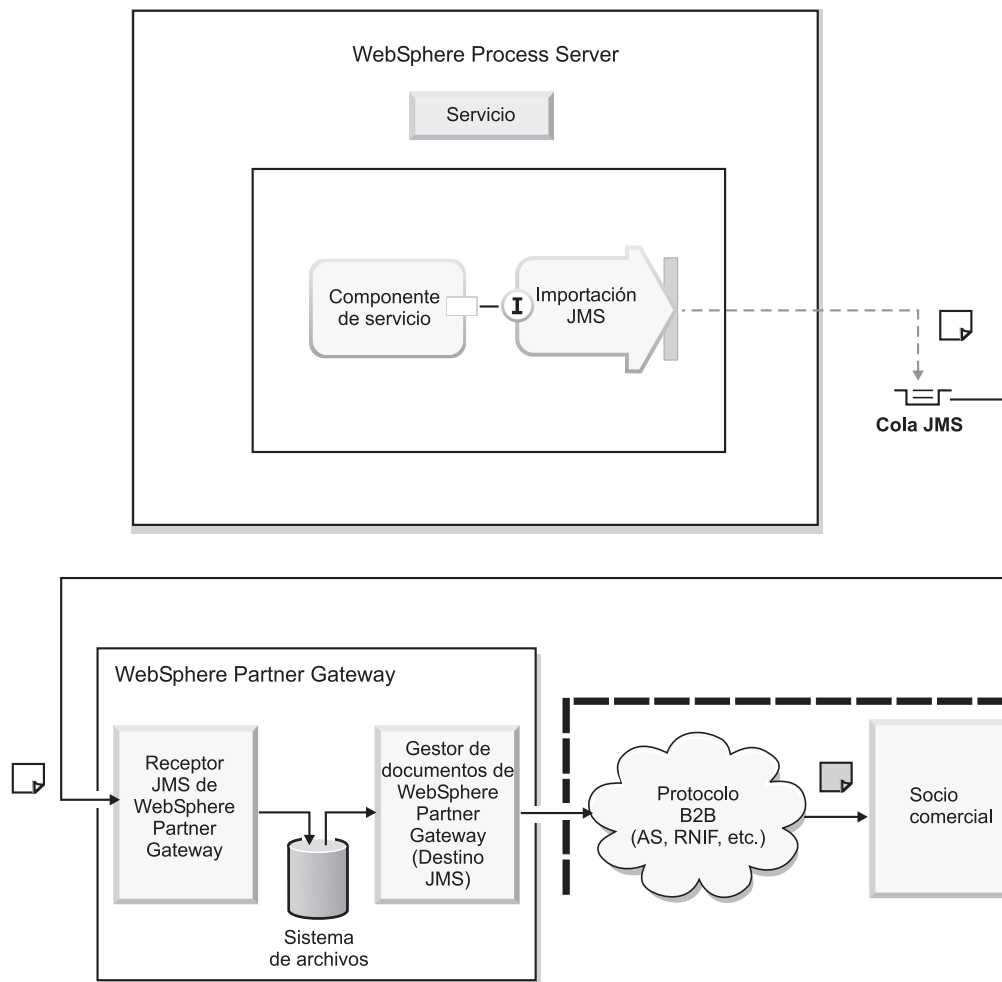 WebSphere Process Server
Servicio
Componente
de servicio
I
Importación
JMS
Cola JMS
WebSphere Partner Gateway
Receptor
JMS de
WebSphere
Partner
Gateway
Sistema
de archivos
Gestor de
documentos de
WebSphere
Partner
Gateway
(Destino
JMS)
Protocolo
B2B
(AS, RNIF, etc.)
Socio
comercial